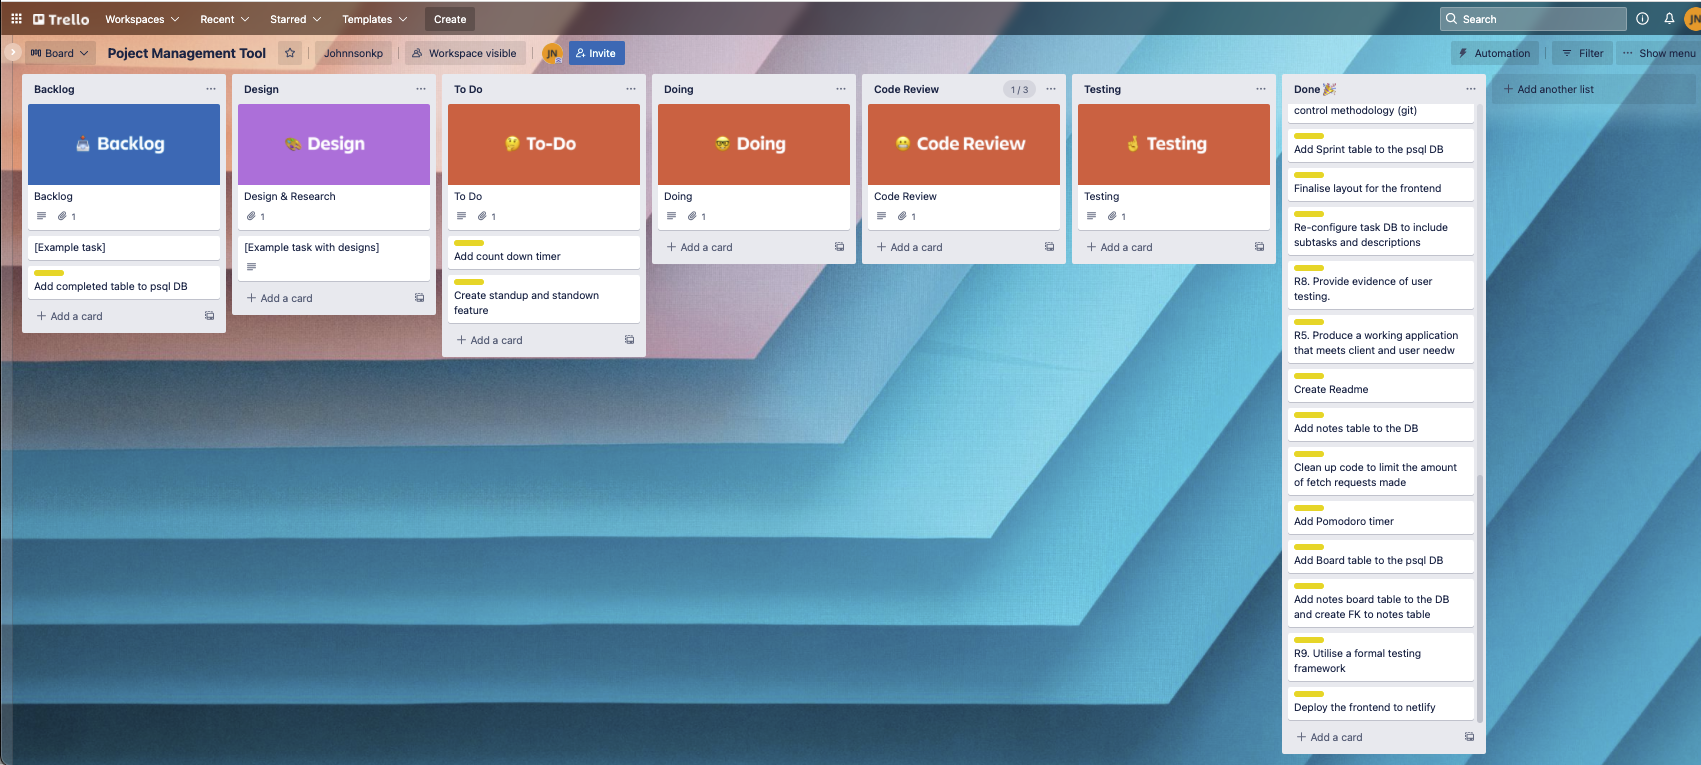 Trello
Workspaces
Recent
Starred
Templates
Create
Search
JN
Board
Poject Management Tool
Johnnsonkp
Workspace visible
JN
Invite
Automation
Filter
Show menu
Backlog
Backlog
Backlog
1
[Example task]
Add completed table to psql DB
Add a card
Design
Design
Design & Research
1
[Example task with designs]
Add a card
To Do
To-Do
To Do
1
Add count down timer
Create standup and standown
feature
Add a card
Doing
Doing
Doing
1
Add a card
Code Review
1 / 3
Code Review
Code Review
1
Add a card
Testing
Testing
Testing
1
Add a card
Done
control methodology (git)
Add Sprint table to the psql DB
Finalise layout for the frontend
Re-configure task DB to include
subtasks and descriptions
R8. Provide evidence of user
testing.
R5. Produce a working application
that meets client and user needw
Create Readme
Add notes table to the DB
Clean up code to limit the amount
of fetch requests made
Add Pomodoro timer
Add Board table to the psql DB
Add notes board table to the DB
and create FK to notes table
R9. Utilise a formal testing
framework
Deploy the frontend to netlify
Add a card
Add another list